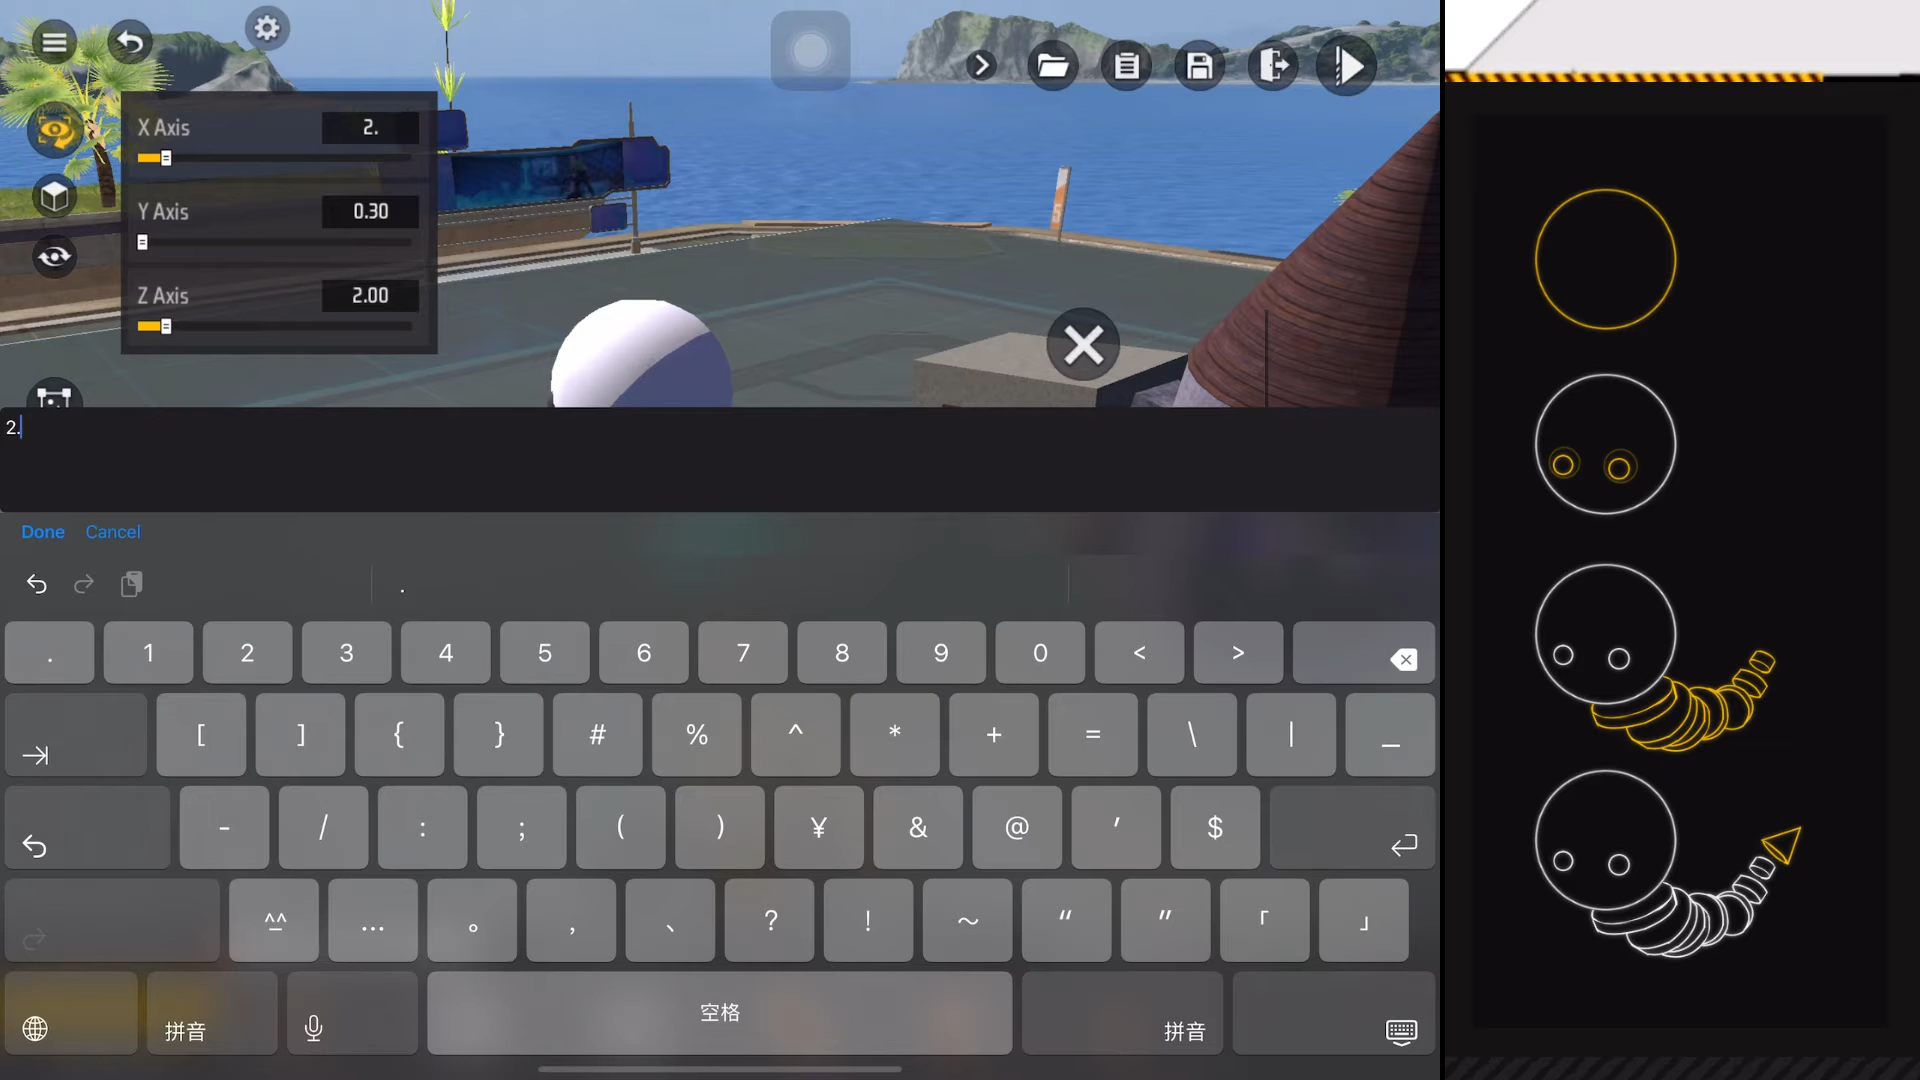 X Axis 2.
Y Axis 0.30
Z Axis 2.00
2.
Done Cancel
.
. 1 2 3 4 5 6 7 8 9 0 < >
[ ] { } # % ^ * + = \ | _
- / : ; ( ) ¥ & @ ' $
^^ … 。 , 、 ? ! ~ “ ” 「 」
拼音 空格 拼音